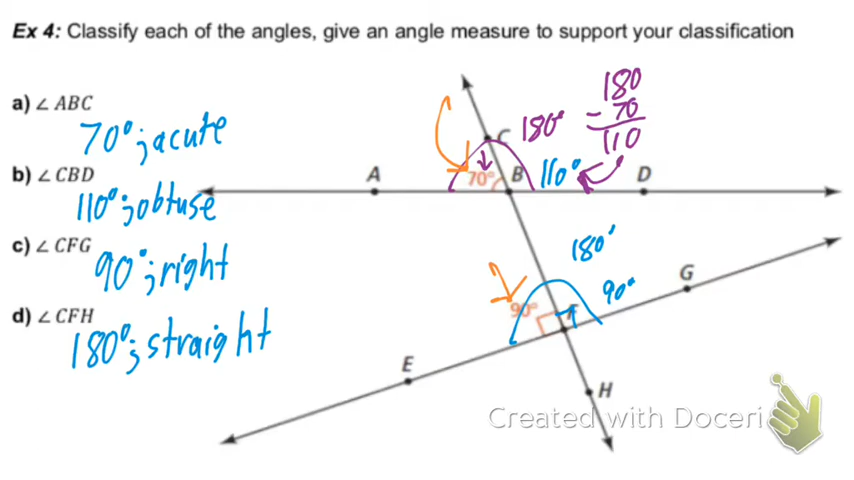 Ex 4: Classify each of the angles, give an angle measure to support your classification
a) ∠ ABC
70°; acute
b) ∠ CBD
110°; obtuse
c) ∠ CFG
90°; right
d) ∠ CFH
180°; straight
180
- 70
110
C
180°
A
70°
B
110°
D
180°
G
90°
90°
F
E
H
Created with Doceri